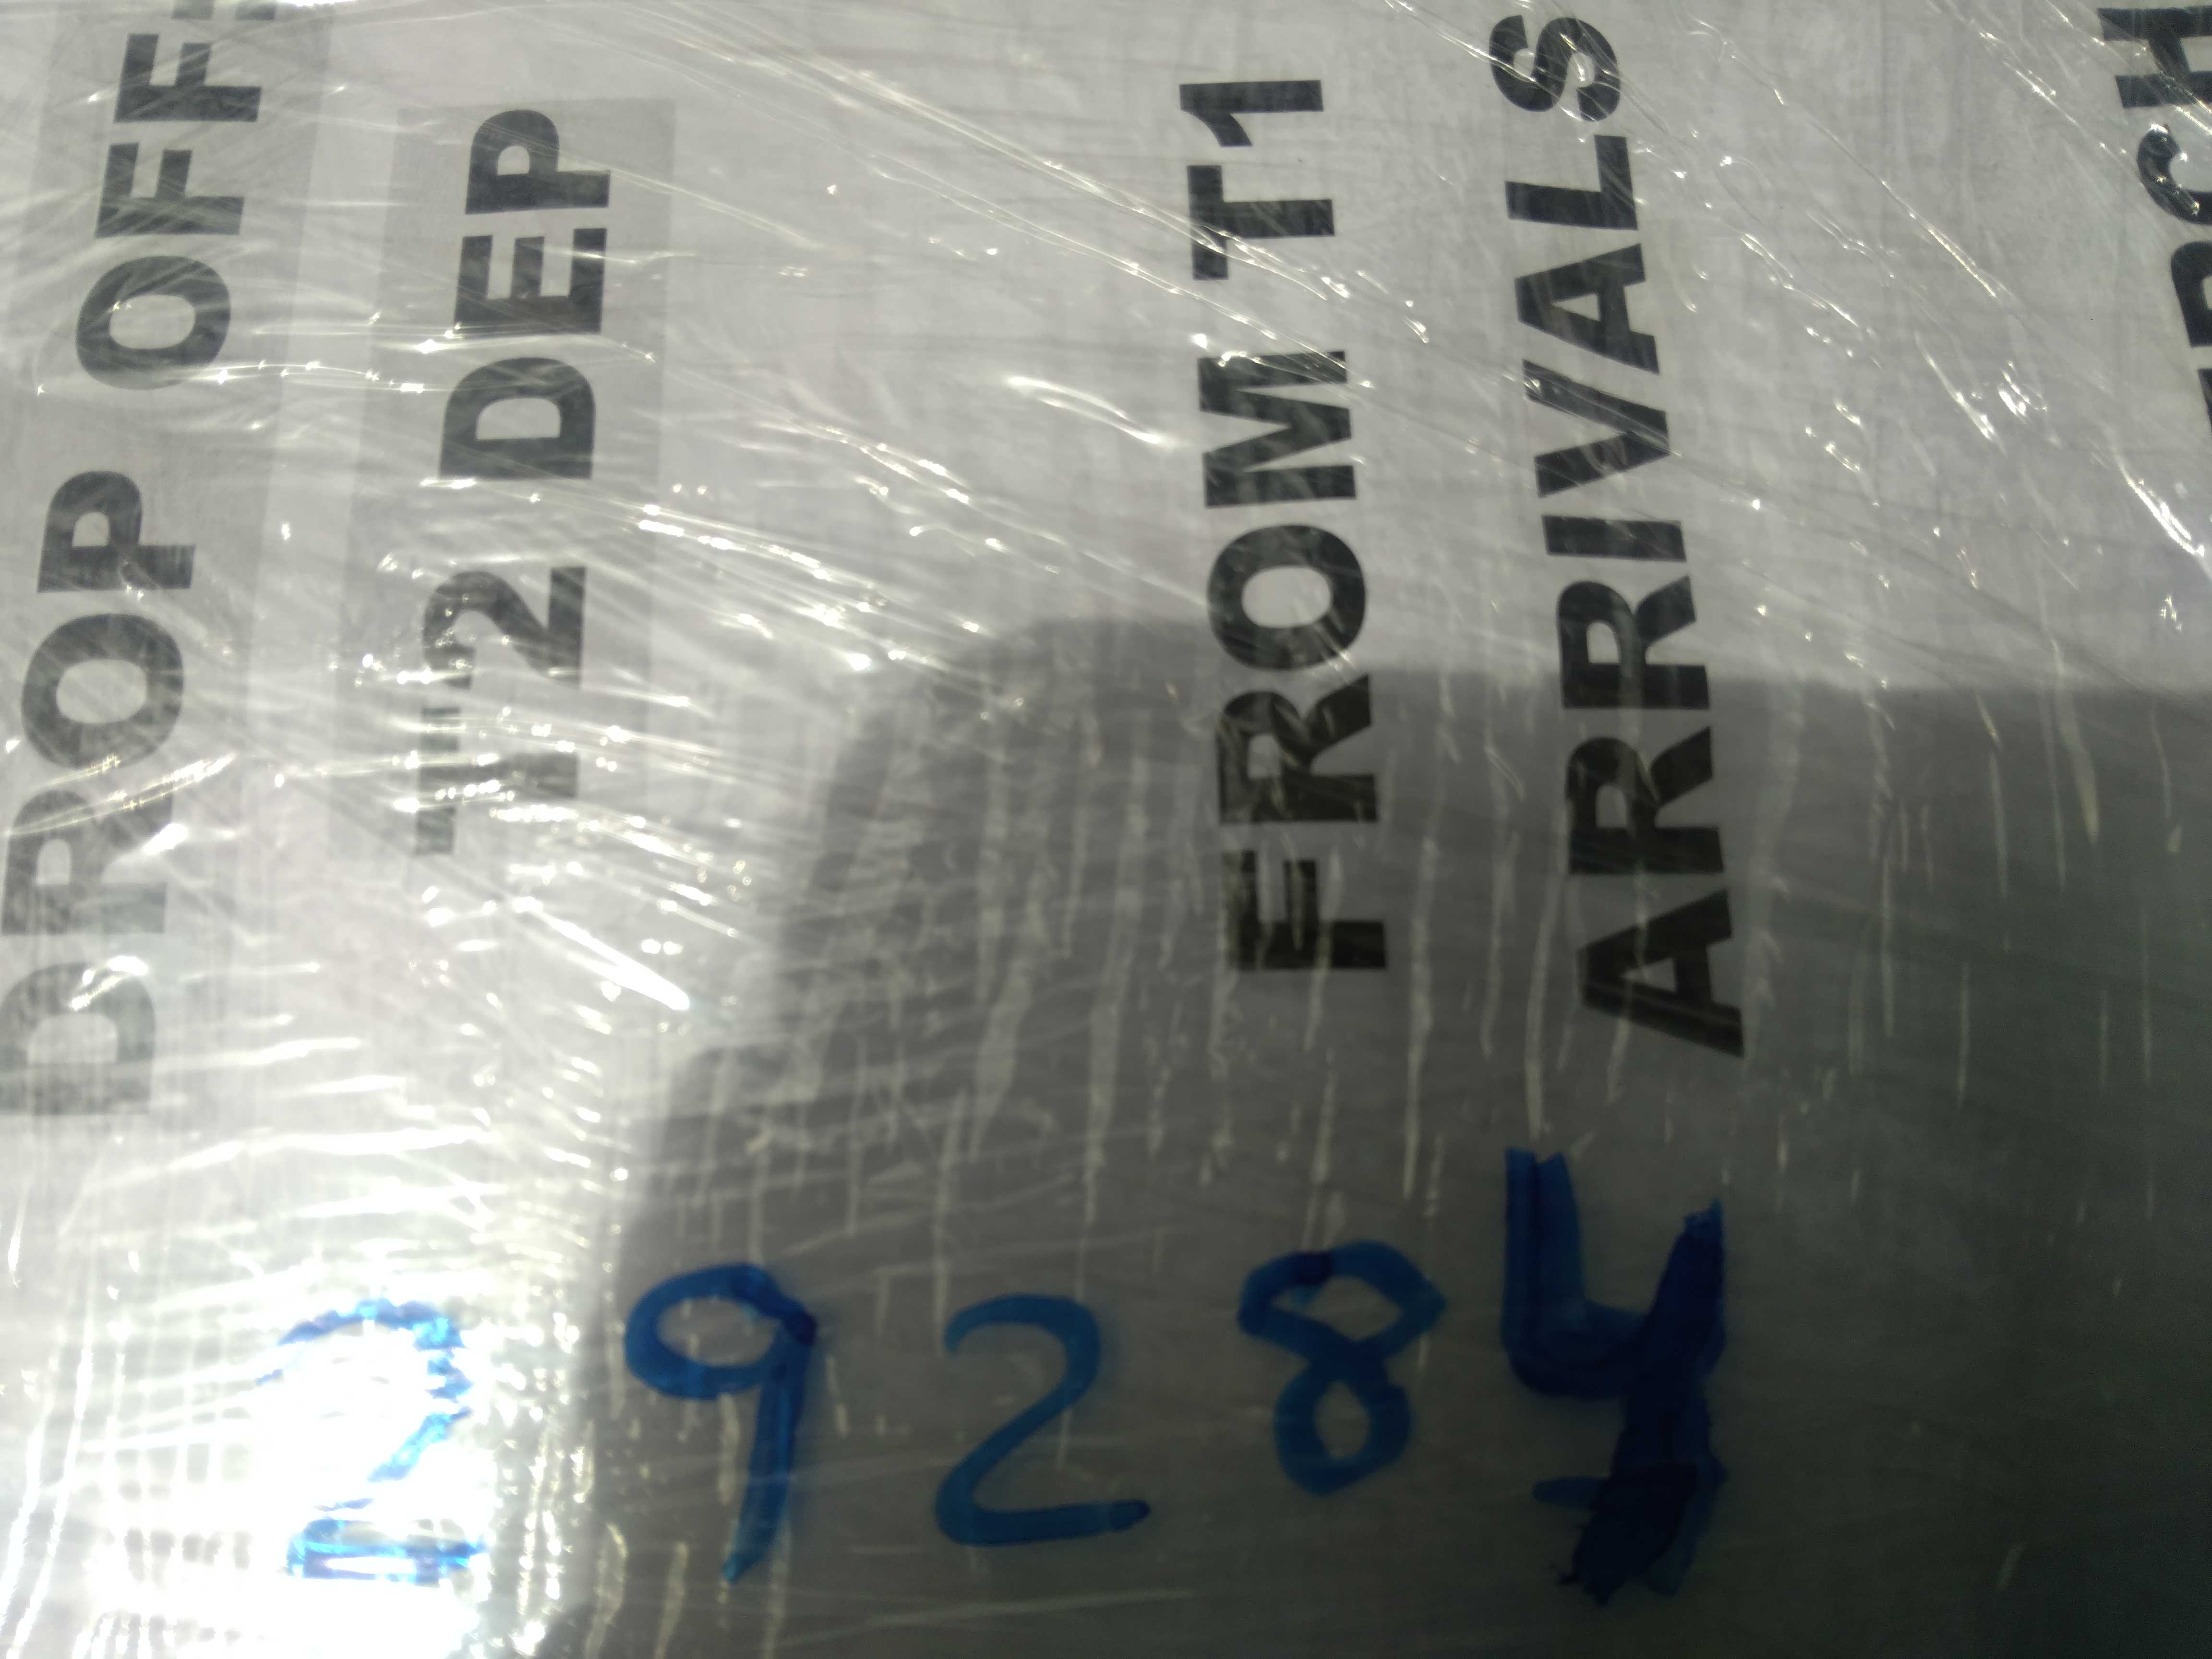 DROP OFF
T2 DEP
FROM T1
ARRIVALS
29284